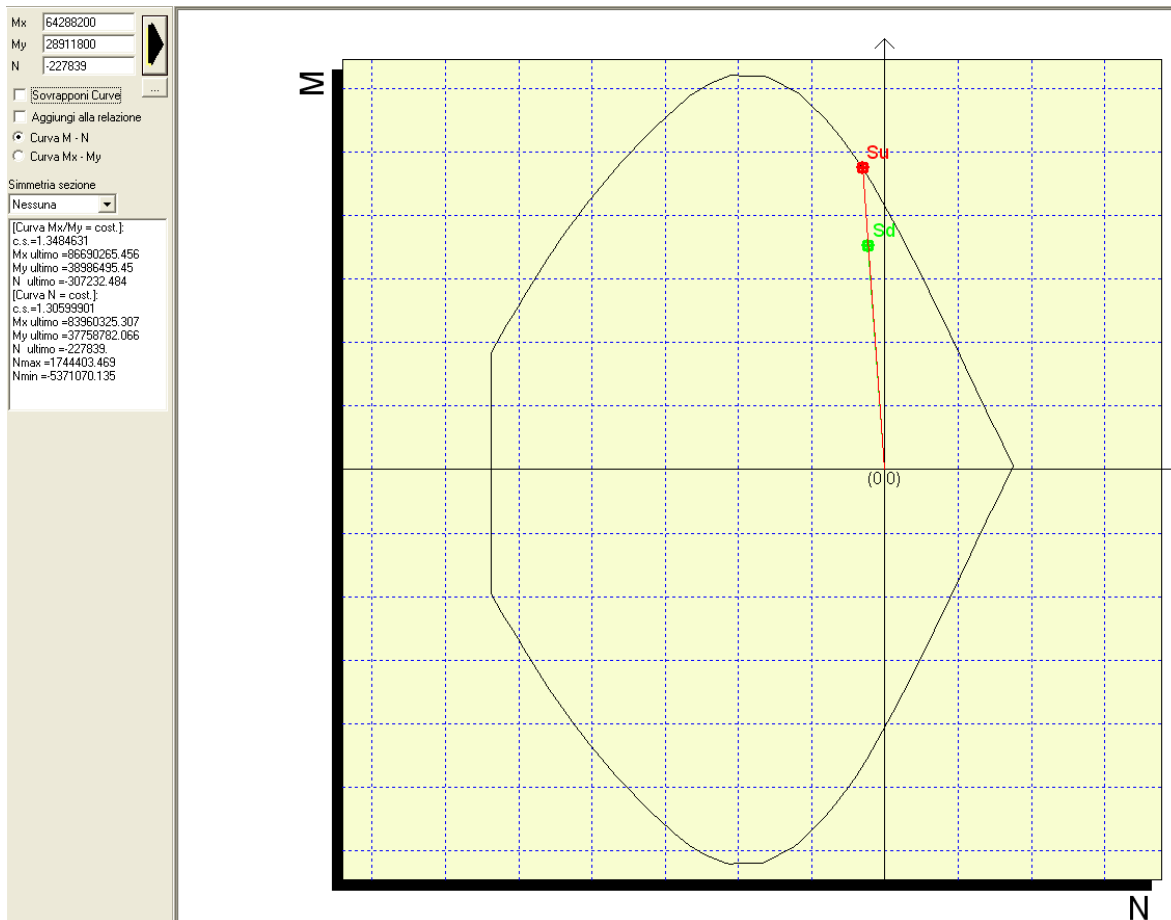 Mx 64288200
My 28911800
N -227839
...
Sovrapponi Curve
Aggiungi alla relazione
Curva M - N
Curva Mx - My
Simmetria sezione
Nessuna
[Curva Mx/My = cost.]:
c.s.=1.3484631
Mx ultimo =86690265.456
My ultimo =38986495.45
N ultimo =-307232.484
[Curva N = cost.]:
c.s.=1.30599901
Mx ultimo =83960325.307
My ultimo =37758782.066
N ultimo =-227839.
Nmax =1744403.469
Nmin =-5371070.135
M
Su
Sd
(0 0)
N